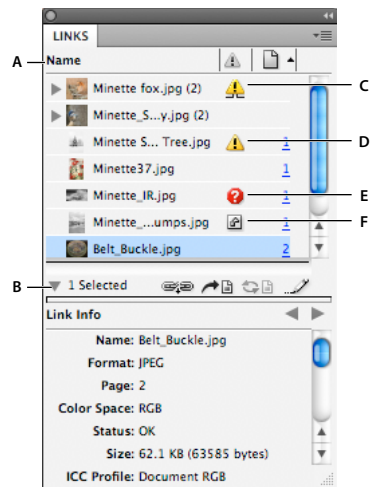 LINKS
A Name
Minette fox.jpg (2) C
Minette_S...y.jpg (2)
Minette S... Tree.jpg 1 D
Minette37.jpg 1
Minette_IR.jpg ? 1 E
Minette_...umps.jpg 1 F
Belt_Buckle.jpg 2
B 1 Selected
Link Info
Name: Belt_Buckle.jpg
Format: JPEG
Page: 2
Color Space: RGB
Status: OK
Size: 62.1 KB (63585 bytes)
ICC Profile: Document RGB